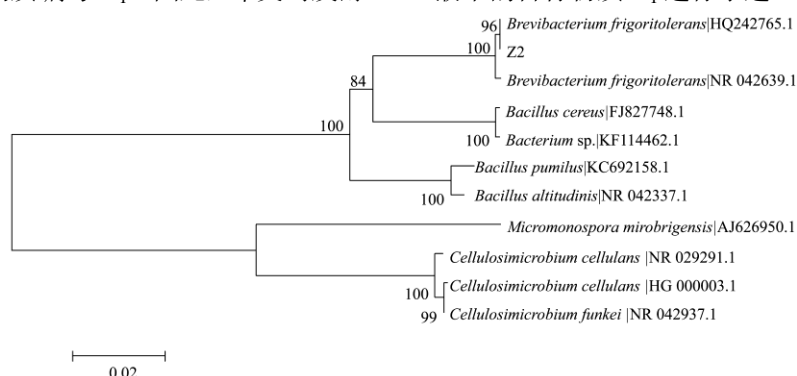 Brevibacterium frigoritolerans|HQ242765.1
96
100
Z2
Brevibacterium frigoritolerans|NR 042639.1
84
Bacillus cereus|FJ827748.1
100
Bacterium sp.|KF114462.1
100
Bacillus pumilus|KC692158.1
Bacillus altitudinis|NR 042337.1
100
Micromonospora mirobrigensis|AJ626950.1
Cellulosimicrobium cellulans |NR 029291.1
Cellulosimicrobium cellulans |HG 000003.1
100
Cellulosimicrobium funkei |NR 042937.1
99
0.02